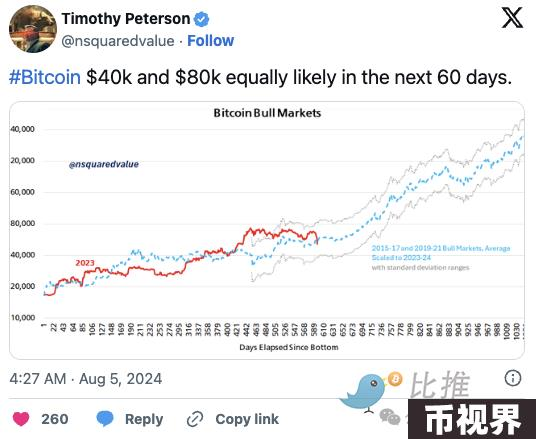 Timothy Peterson
@nsquaredvalue · Follow
#Bitcoin $40k and $80k equally likely in the next 60 days.
Bitcoin Bull Markets
@nsquaredvalue
40,000
20,000
60,000
80,000
40,000
20,000
10,000
2023
2015-17 and 2019-21 Bull Markets, Average
Scaled to 2023-24
with standard deviation ranges
1 22 43 64 85 106 127 148 169 190 211 232 253 274 295 316 337 358 379 400 421 442 463 484 505 526 547 568 589 610 631 652 673 694 715 736 757 778 799 820 841 862 883 904 925 946 967 988 1009 1030
Days Elapsed Since Bottom
4:27 AM · Aug 5, 2024
260 Reply Copy link
比推
币视界